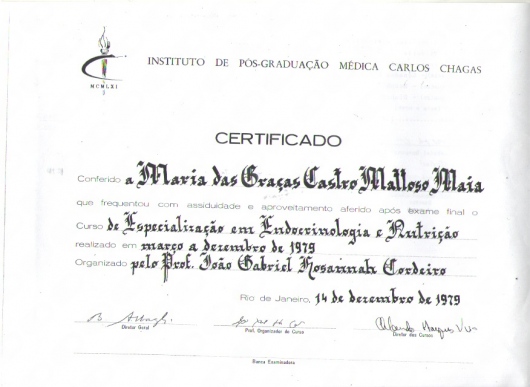 MCMLXI
INSTITUTO DE PÓS-GRADUAÇÃO MÉDICA CARLOS CHAGAS
CERTIFICADO
Conferido a Maria das Graças Castro Mattoso Maia
que frequentou com assiduidade e aproveitamento aferido após exame final o
Curso de Especialização em Endocrinologia e Nutrição
realizado em março a dezembro de 1979
Organizado pelo Prof. João Gabriel Hosannah Cordeiro
Rio de Janeiro, 14 de dezembro de 1979
Diretor Geral
Prof. Organizador do Curso
Diretor dos Cursos
Banca Examinadora